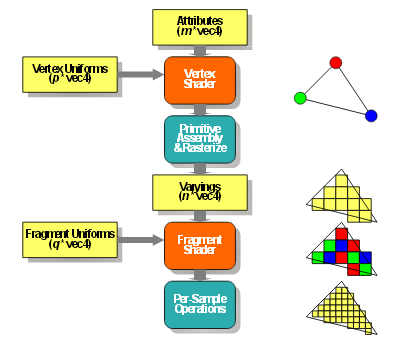 Attributes
(m*vec4)
Vertex Uniforms
(p*vec4)
Vertex
Shader
Primitive
Assembly
&Rasterize
Varyings
(n*vec4)
Fragment Uniforms
(q*vec4)
Fragment
Shader
Per-Sample
Operations